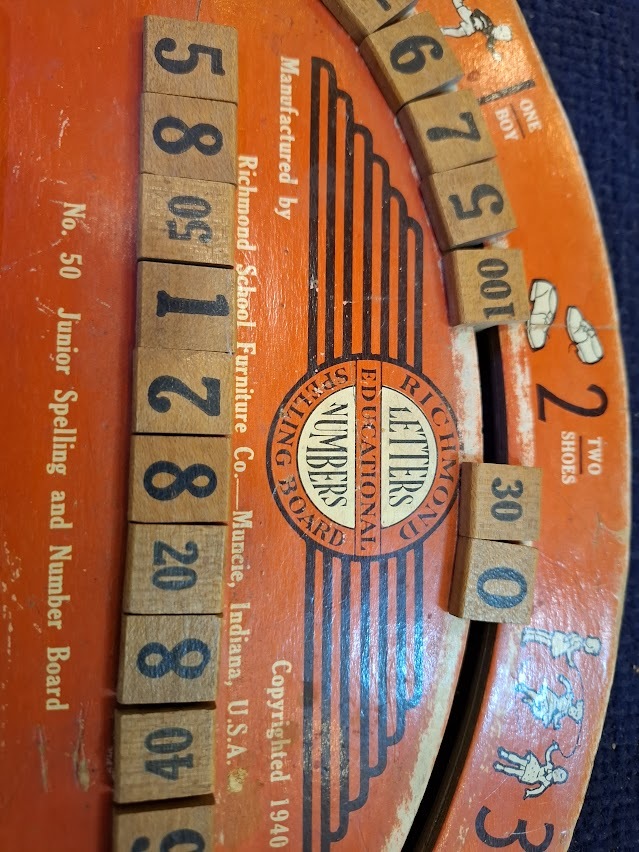 1 ONE BOY
2 TWO SHOES
3
6 7 5 100 30 0
RICHMOND
LETTERS
EDUCATIONAL
NUMBERS
SPELLING BOARD
Manufactured by
Copyrighted 1940
Richmond School Furniture Co.—Muncie, Indiana, U.S.A.
5 8 50 1 2 8 20 8 40
No. 50 Junior Spelling and Number Board